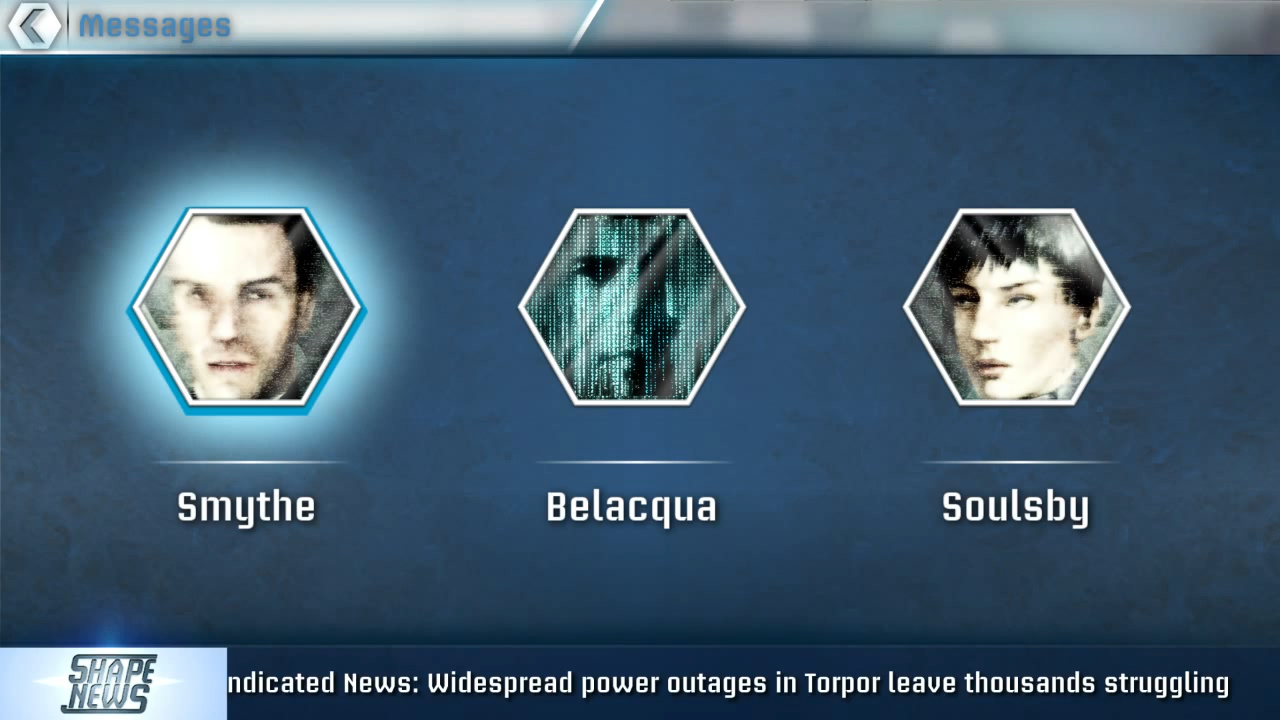 Messages
Smythe
Belacqua
Soulsby
SHAPE
NEWS
ndicated News: Widespread power outages in Torpor leave thousands struggling